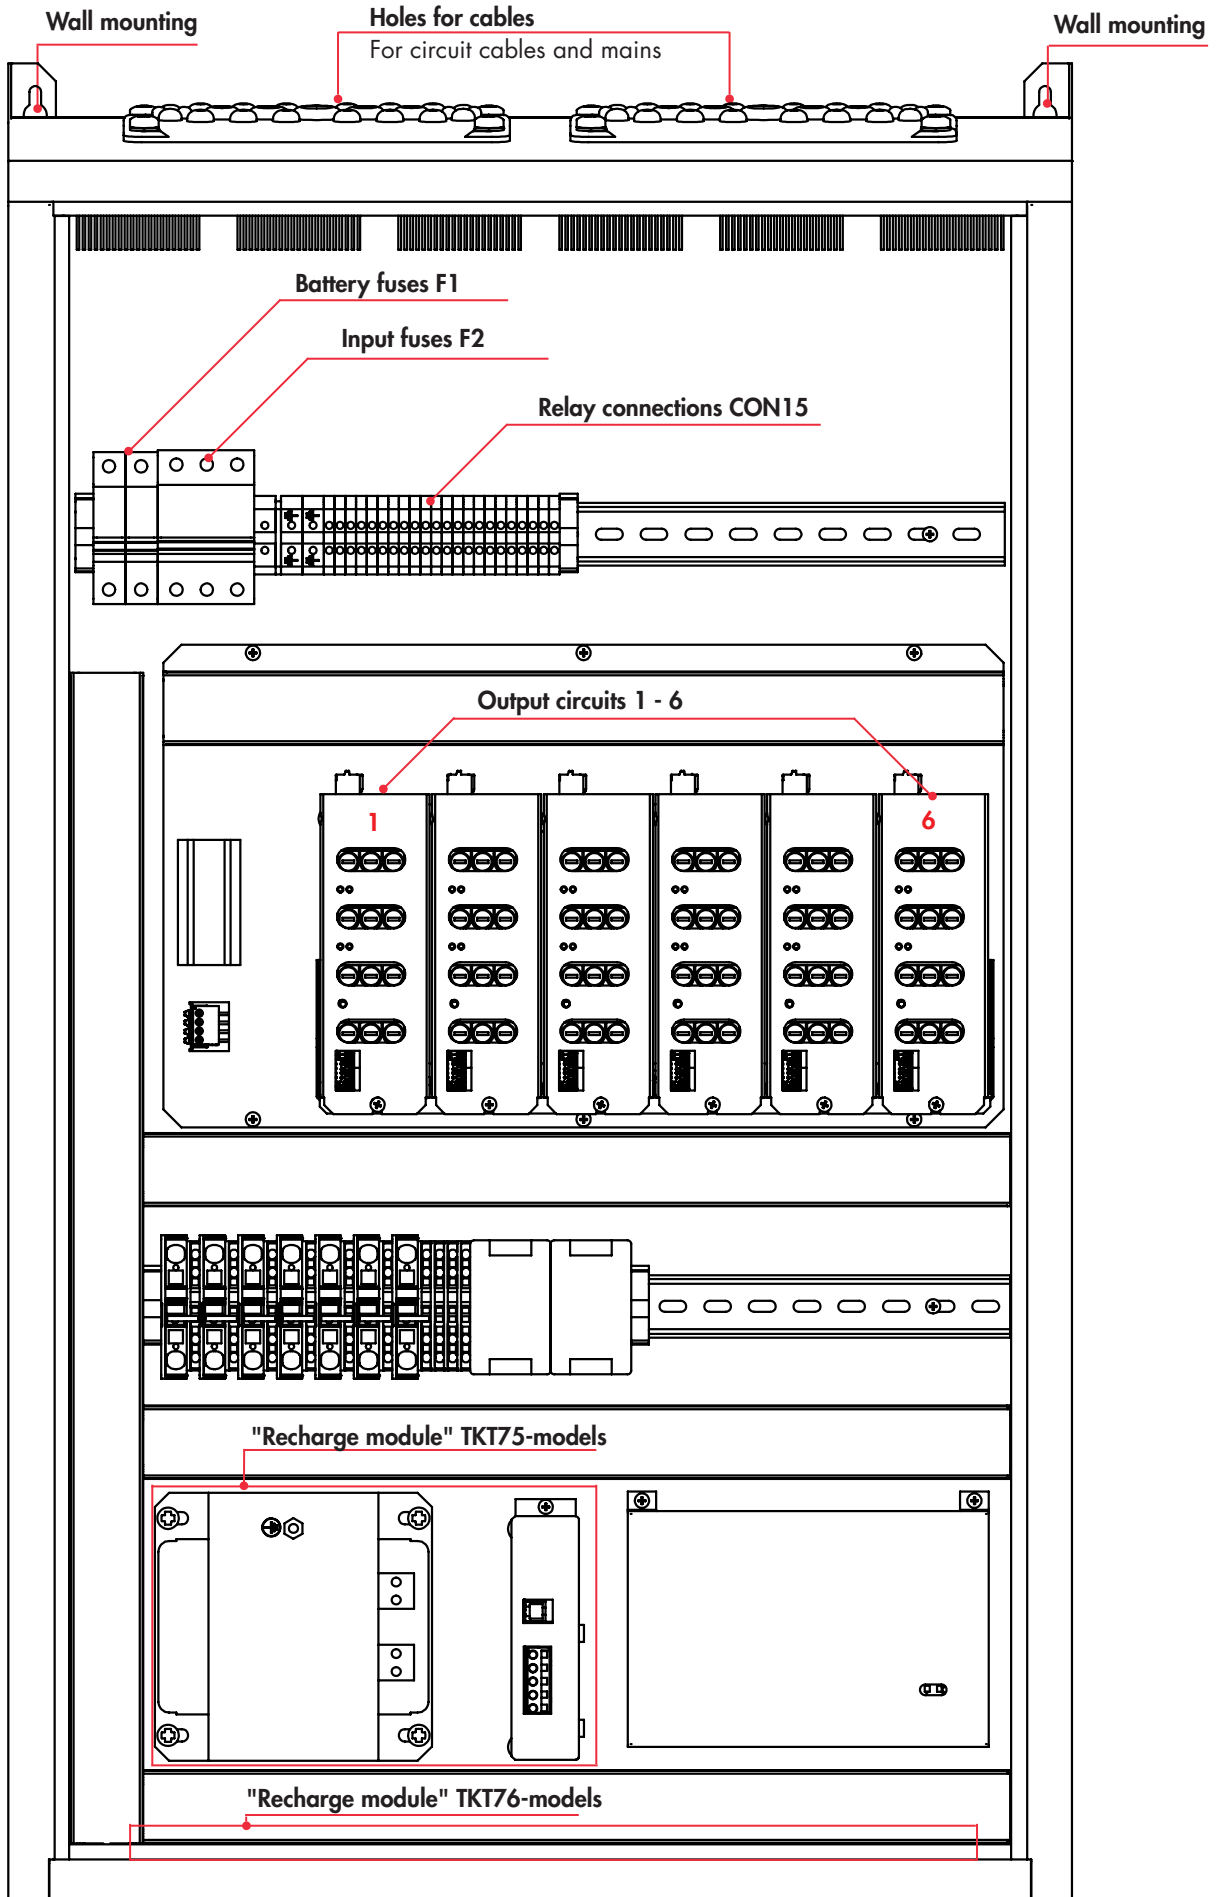 Wall mounting
Holes for cables
For circuit cables and mains
Wall mounting
Battery fuses F1
Input fuses F2
Relay connections CON15
Output circuits 1 - 6
1
6
"Recharge module" TKT75-models
"Recharge module" TKT76-models